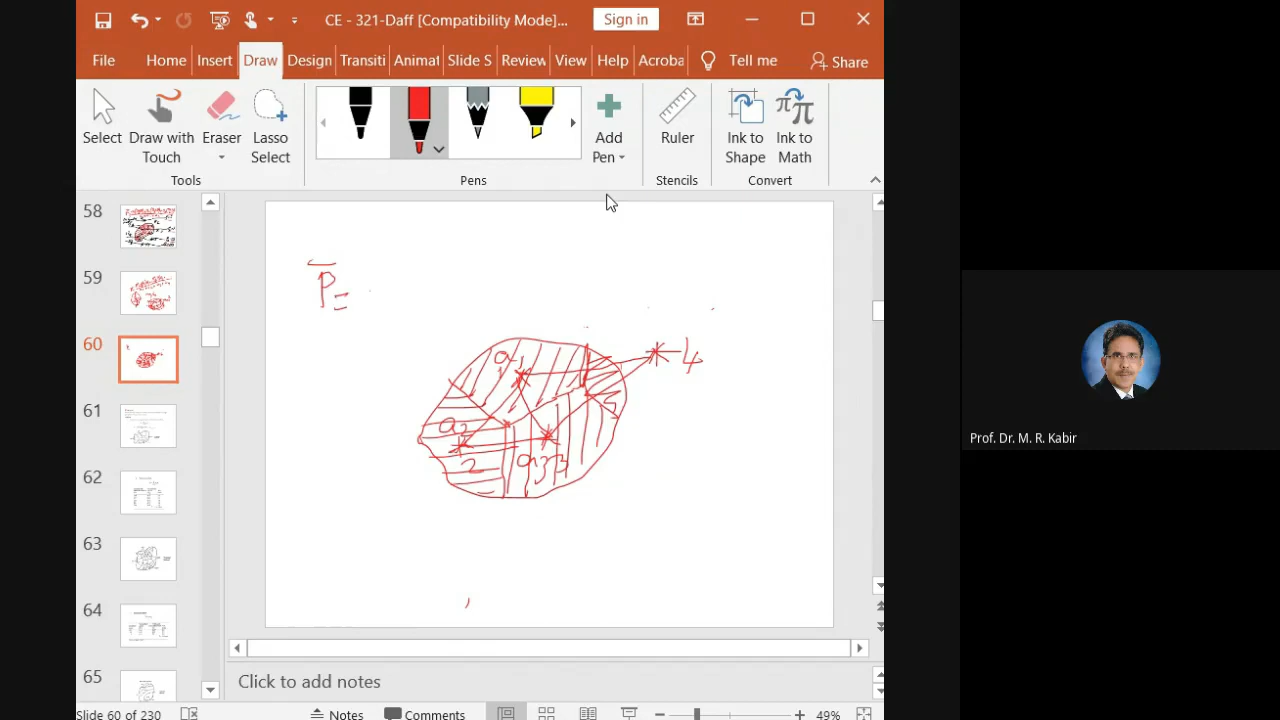 CE - 321-Daff [Compatibility Mode]... Sign in
File Home Insert Draw Design Transiti Animat Slide S Review View Help Acroba Tell me Share
Select Draw with Touch Eraser Lasso Select Add Pen Ruler Ink to Shape Ink to Math
Tools Pens Stencils Convert
58
59
60
61
62
63
64
65
P =
4
a1
a2
2
a3 3
Prof. Dr. M. R. Kabir
Click to add notes
Slide 60 of 230 Notes Comments 49%